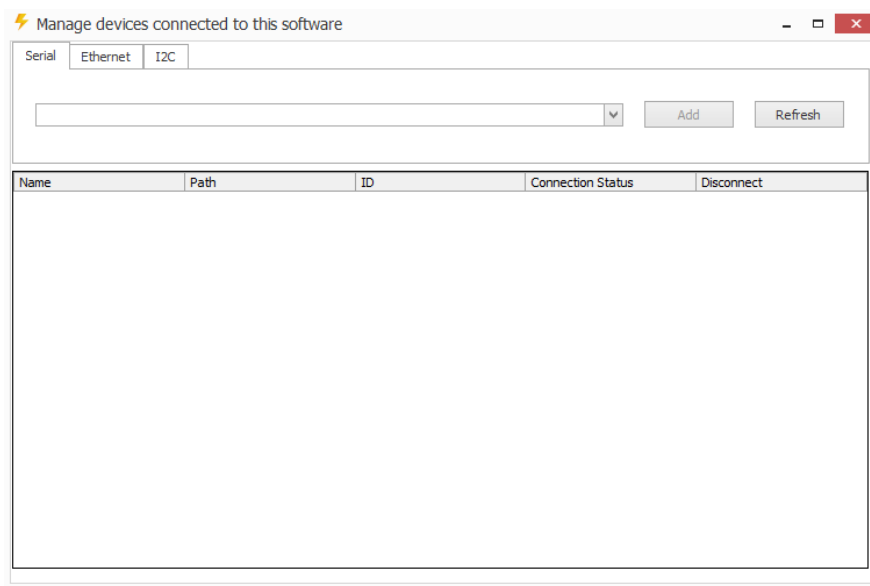 Manage devices connected to this software
Serial Ethernet I2C
Add Refresh
Name Path ID Connection Status Disconnect